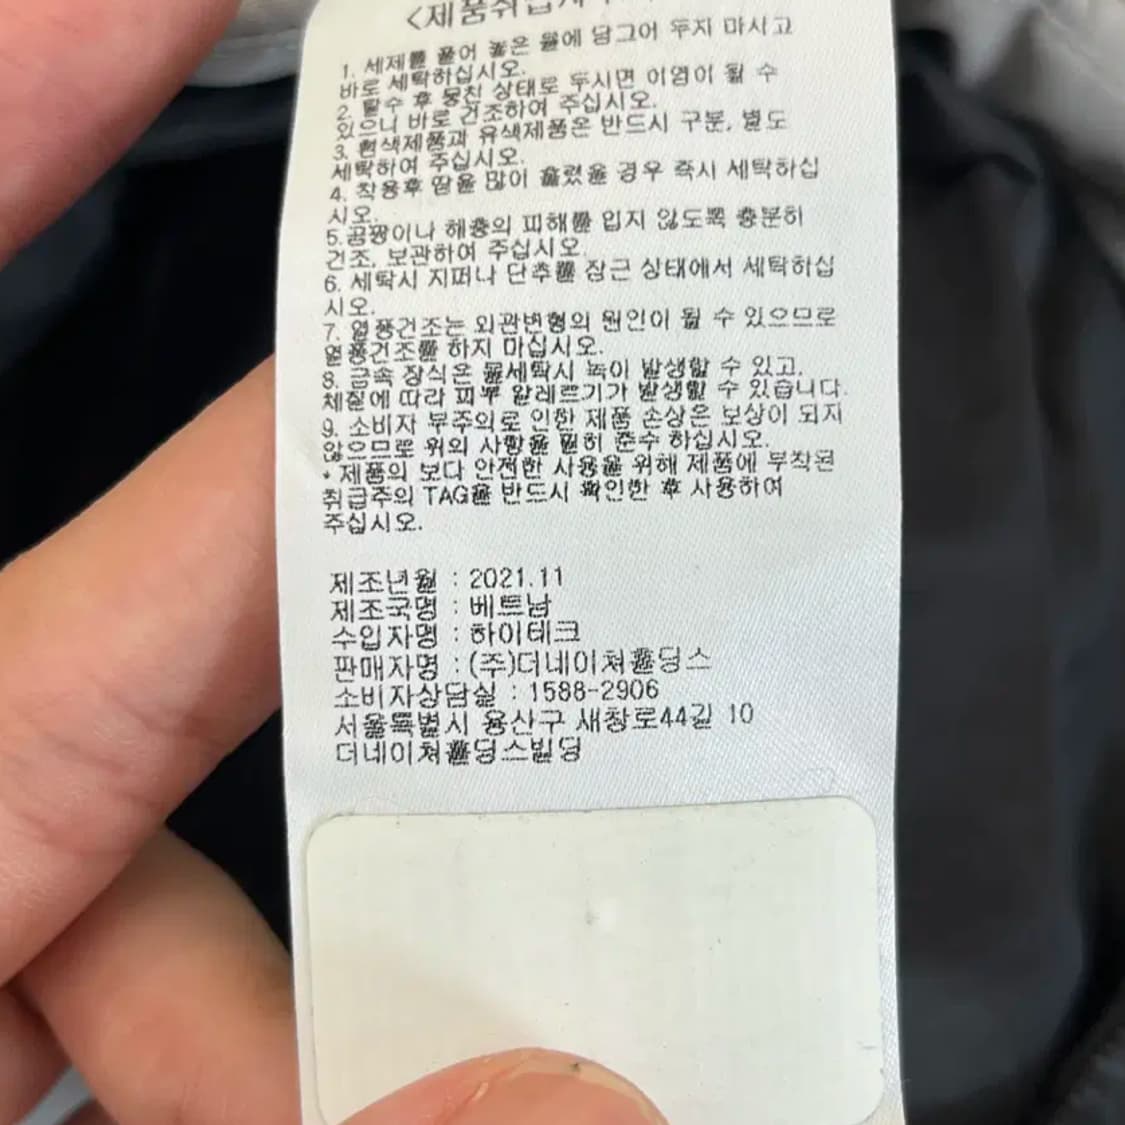 <제품취급
1. 세제를 풀어 놓은 물에 담그어 두지 마시고
바로 세탁하십시오.
2. 탈수 후 뭉친 상태로 두시면 이염이 될 수
있으니 바로 건조하여 주십시오.
3. 흰색제품과 유색제품은 반드시 구분, 별도
세탁하여 주십시오.
4. 착용후 땀을 많이 흘렸을 경우 즉시 세탁하십
시오.
5.곰팡이나 해충의 피해를 입지 않도록 충분히
건조, 보관하여 주십시오.
6. 세탁시 지퍼나 단추를 잠근 상태에서 세탁하십
시오.
7. 열풍건조는 외관변형의 원인이 될 수 있으므로
열풍건조를 하지 마십시오.
8. 금속 장식은 물세탁시 녹이 발생할 수 있고,
체질에 따라 피부 알레르기가 발생할 수 있습니다.
9. 소비자 부주의로 인한 제품 손상은 보상이 되지
않으므로 위의 사항을 필히 준수 하십시오.
* 제품의 보다 안전한 사용을 위해 제품에 부착된
취급주의 TAG를 반드시 확인한 후 사용하여
주십시오.
제조년월 : 2021.11
제조국명 : 베트남
수입자명 : 하이테크
판매자명 : (주)더네이쳐홀딩스
소비자상담실 : 1588-2906
서울특별시 용산구 새창로44길 10
더네이쳐홀딩스빌딩